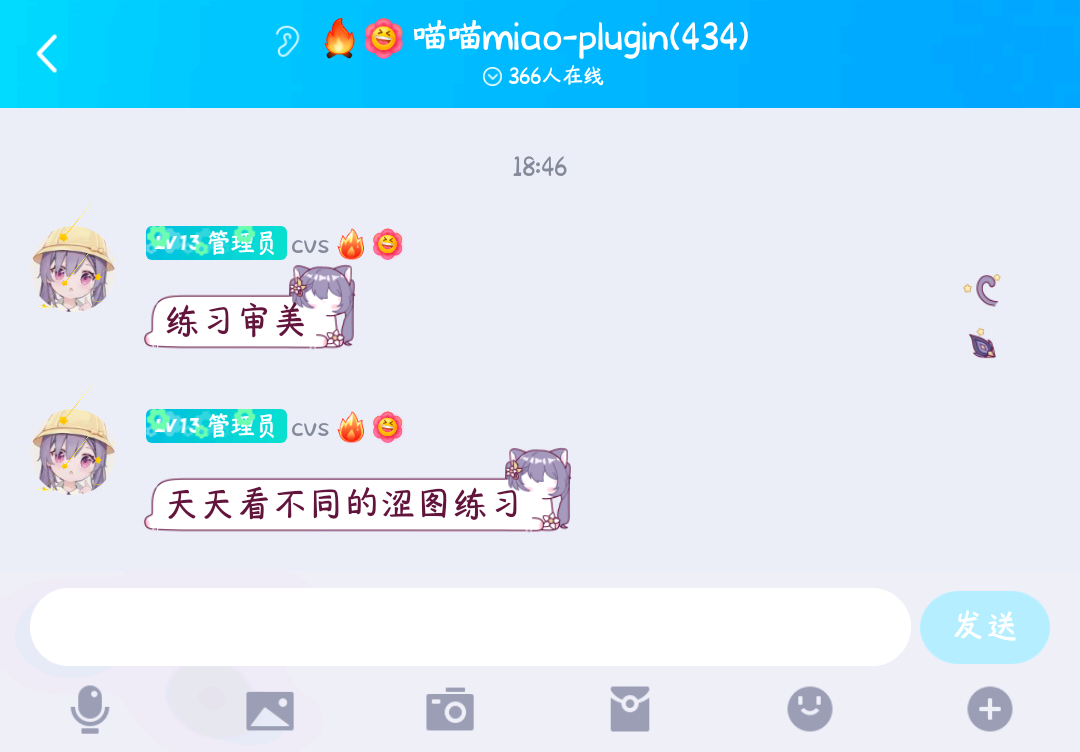 喵喵miao-plugin(434)
366人在线
18:46
LV13 管理员 cvs
练习审美
LV13 管理员 cvs
天天看不同的涩图练习
发送